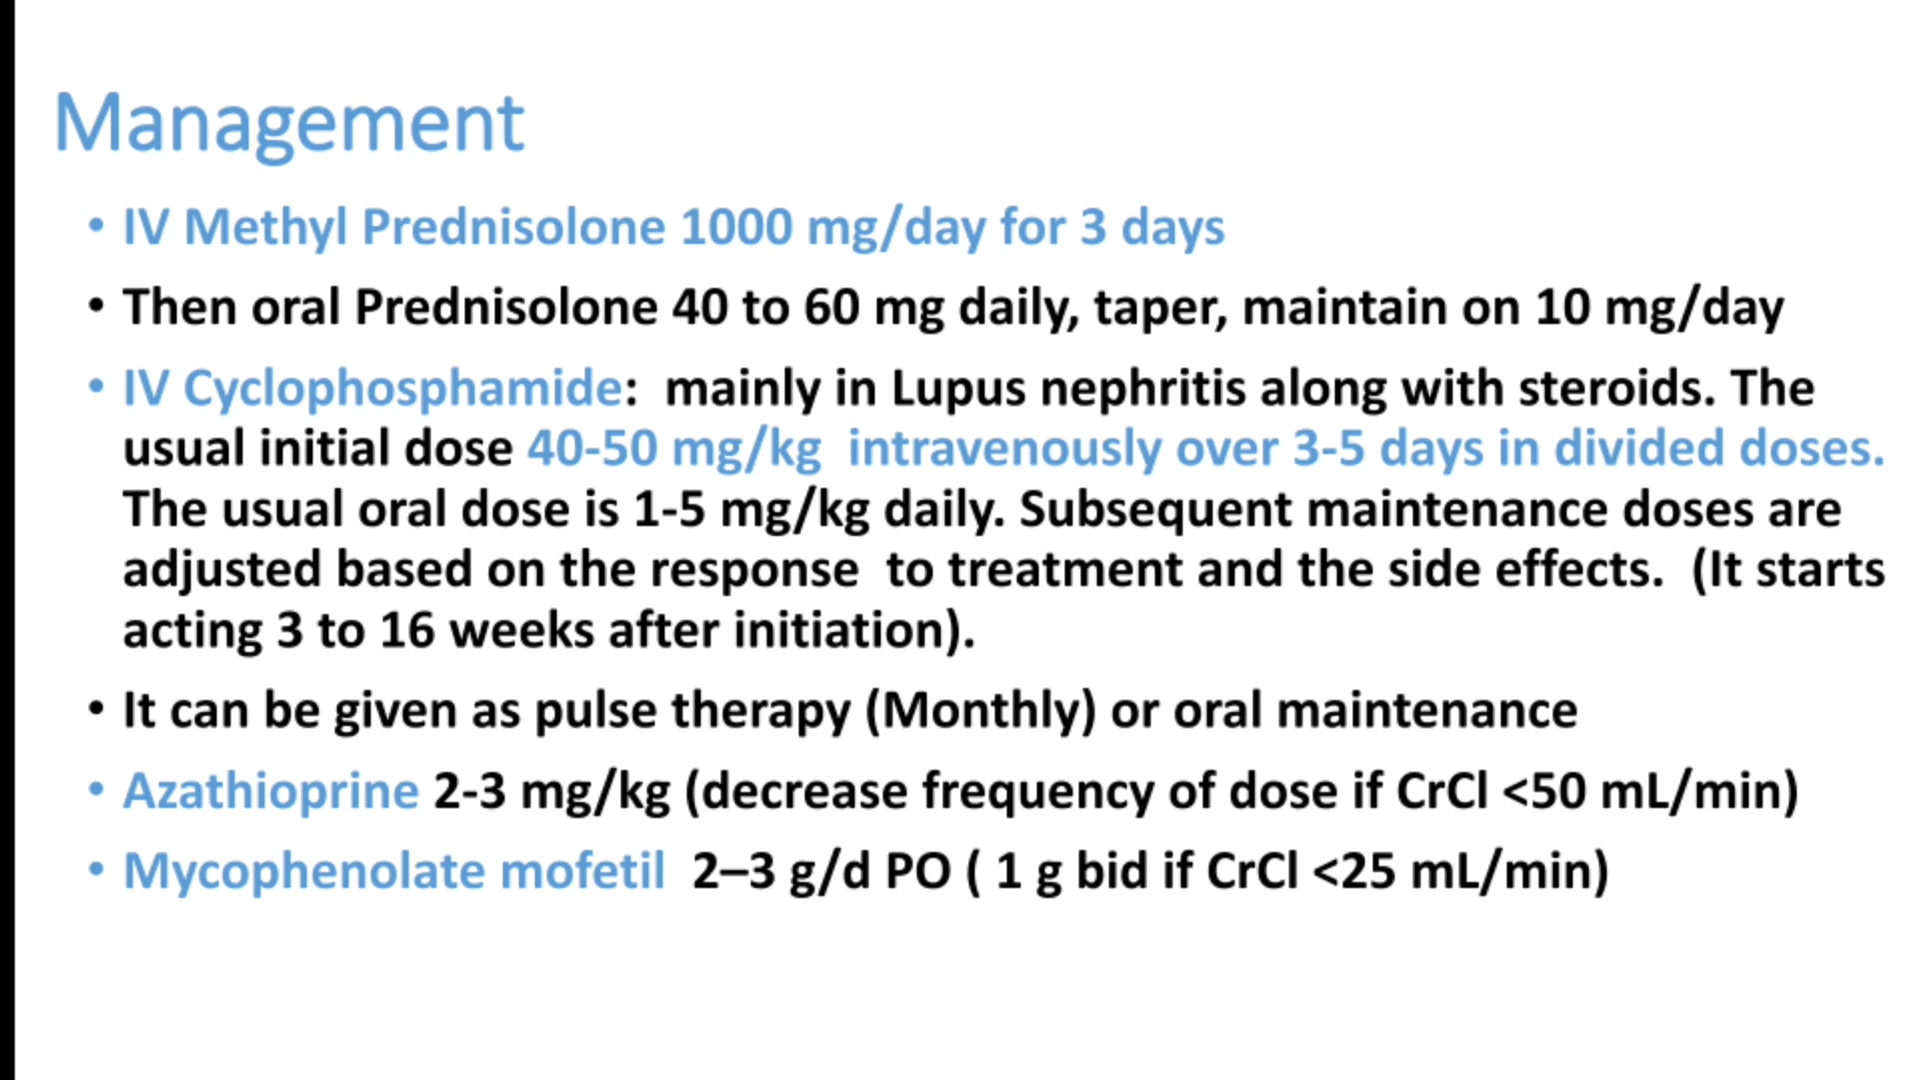 Management
• IV Methyl Prednisolone 1000 mg/day for 3 days
• Then oral Prednisolone 40 to 60 mg daily, taper, maintain on 10 mg/day
• IV Cyclophosphamide:  mainly in Lupus nephritis along with steroids. The
usual initial dose 40-50 mg/kg  intravenously over 3-5 days in divided doses.
The usual oral dose is 1-5 mg/kg daily. Subsequent maintenance doses are
adjusted based on the response  to treatment and the side effects.  (It starts
acting 3 to 16 weeks after initiation).
• It can be given as pulse therapy (Monthly) or oral maintenance
• Azathioprine 2-3 mg/kg (decrease frequency of dose if CrCl <50 mL/min)
• Mycophenolate mofetil  2–3 g/d PO ( 1 g bid if CrCl <25 mL/min)